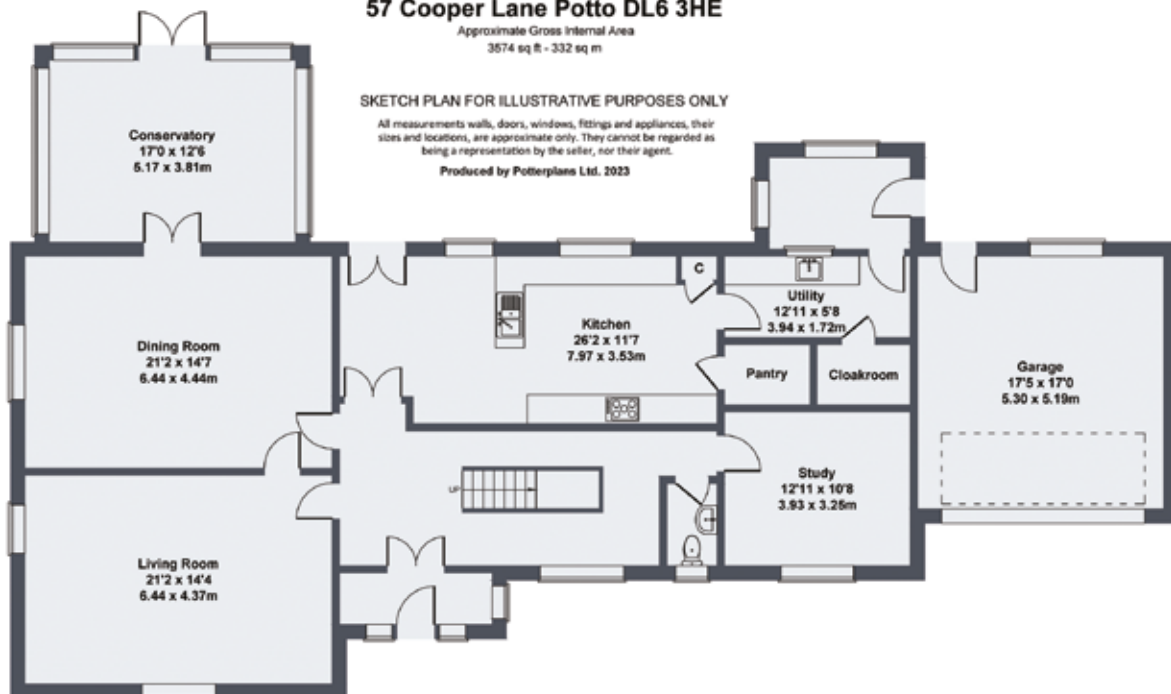 57 Cooper Lane Potto DL6 3HE
Approximate Gross Internal Area
3574 sq ft - 332 sq m
SKETCH PLAN FOR ILLUSTRATIVE PURPOSES ONLY
All measurements walls, doors, windows, fittings and appliances, their
sizes and locations, are approximate only. They cannot be regarded as
being a representation by the seller, nor their agent.
Produced by Potterplans Ltd. 2023
Conservatory
17'0 x 12'6
5.17 x 3.81m
Dining Room
21'2 x 14'7
6.44 x 4.44m
Kitchen
26'2 x 11'7
7.97 x 3.53m
C
Utility
12'11 x 5'8
3.94 x 1.72m
Pantry
Cloakroom
Garage
17'5 x 17'0
5.30 x 5.19m
Study
12'11 x 10'8
3.93 x 3.25m
UP
Living Room
21'2 x 14'4
6.44 x 4.37m